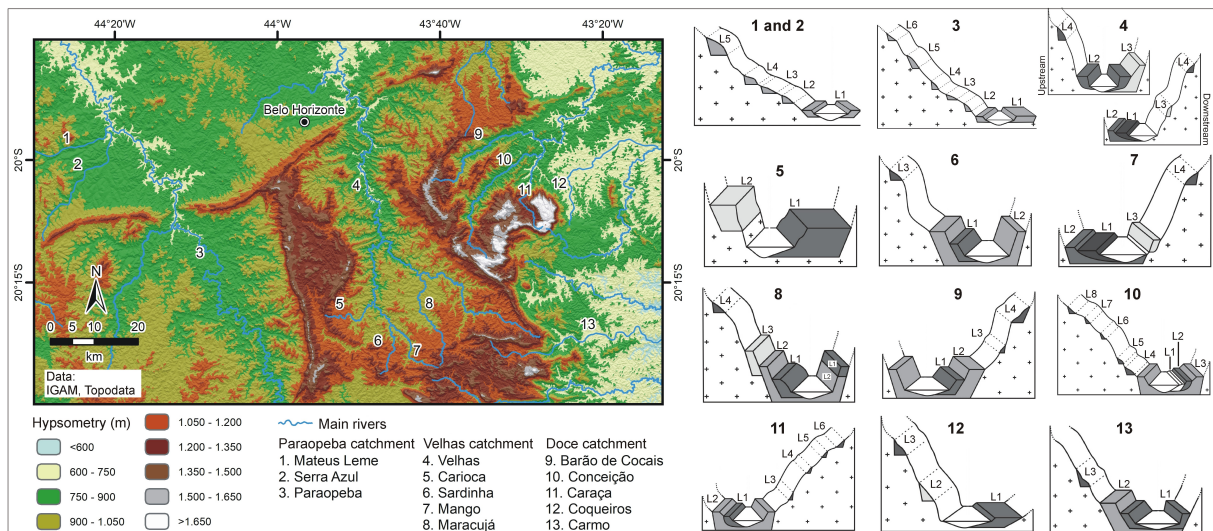 44°20'W 44°W 43°40'W 43°20'W
20°S
20°15'S
20°S
20°15'S
Belo Horizonte
1
2
3
4
5
6
7
8
9
10
11
12
13
N
0 5 10 20
km
Data:
IGAM, Topodata
Hypsometry (m)
<600
600 - 750
750 - 900
900 - 1.050
1.050 - 1.200
1.200 - 1.350
1.350 - 1.500
1.500 - 1.650
>1.650
Main rivers
Paraopeba catchment
1. Mateus Leme
2. Serra Azul
3. Paraopeba
Velhas catchment
4. Velhas
5. Carioca
6. Sardinha
7. Mango
8. Maracujá
Doce catchment
9. Barão de Cocais
10. Conceição
11. Caraça
12. Coqueiros
13. Carmo
1 and 2
L5
L4
L3
L2
L1
3
L6
L5
L4
L3
L2
L1
4
Upstream
L4
L2
L3
L1
Downstream
L4
L3
L2
L1
5
L2
L1
6
L3
L1
L2
7
L4
L3
L1
L2
8
L4
L3
L2
L1
L1
L2
9
L4
L3
L2
L1
10
L8
L7
L6
L5
L4
L1
L2
L3
11
L6
L5
L4
L3
L2
L1
12
L3
L2
L1
13
L4
L3
L2
L1